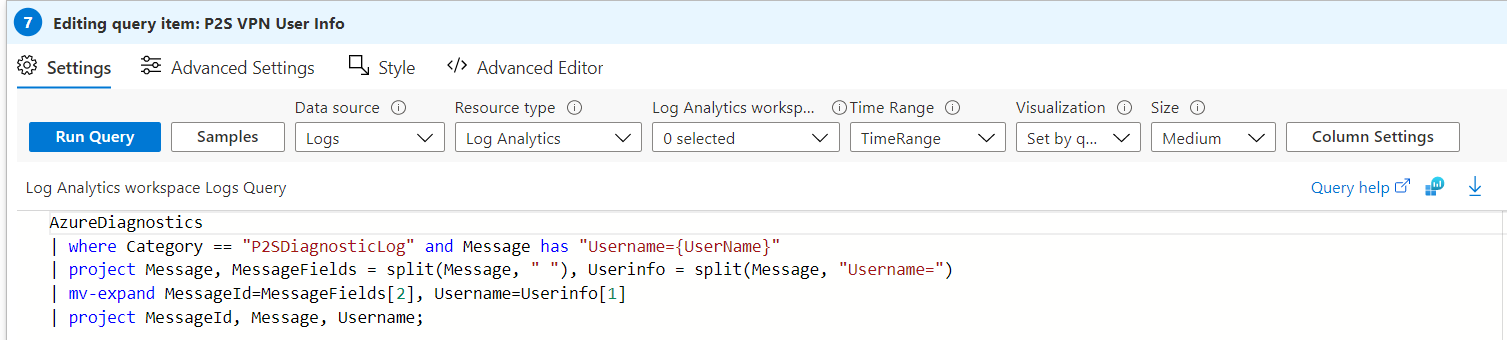 7 Editing query item: P2S VPN User Info
Settings Advanced Settings Style </> Advanced Editor
Data source Resource type Log Analytics worksp... Time Range Visualization Size
Run Query Samples Logs Log Analytics 0 selected TimeRange Set by q... Medium Column Settings
Log Analytics workspace Logs Query Query help
AzureDiagnostics
| where Category == "P2SDiagnosticLog" and Message has "Username={UserName}"
| project Message, MessageFields = split(Message, " "), Userinfo = split(Message, "Username=")
| mv-expand MessageId=MessageFields[2], Username=Userinfo[1]
| project MessageId, Message, Username;